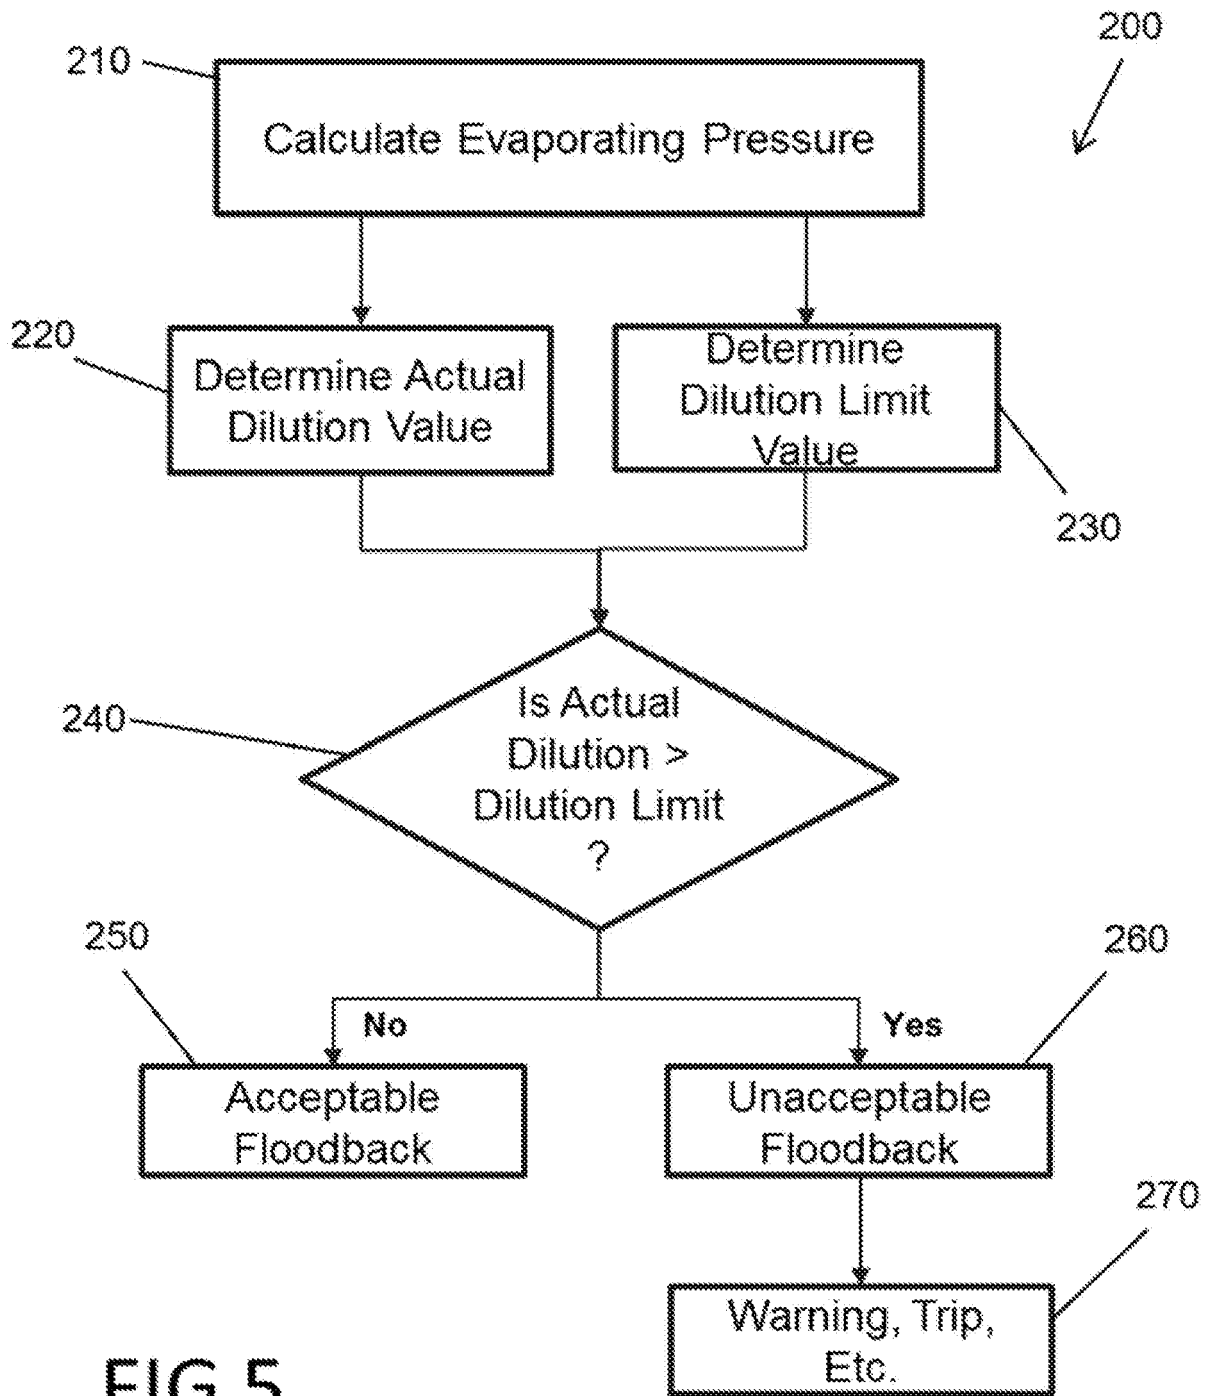 200
210
Calculate Evaporating Pressure
220
Determine Actual
Dilution Value
Determine
Dilution Limit
Value
230
240
Is Actual
Dilution >
Dilution Limit
?
250
260
No
Yes
Acceptable
Floodback
Unacceptable
Floodback
270
Warning, Trip,
Etc.
FIG 5